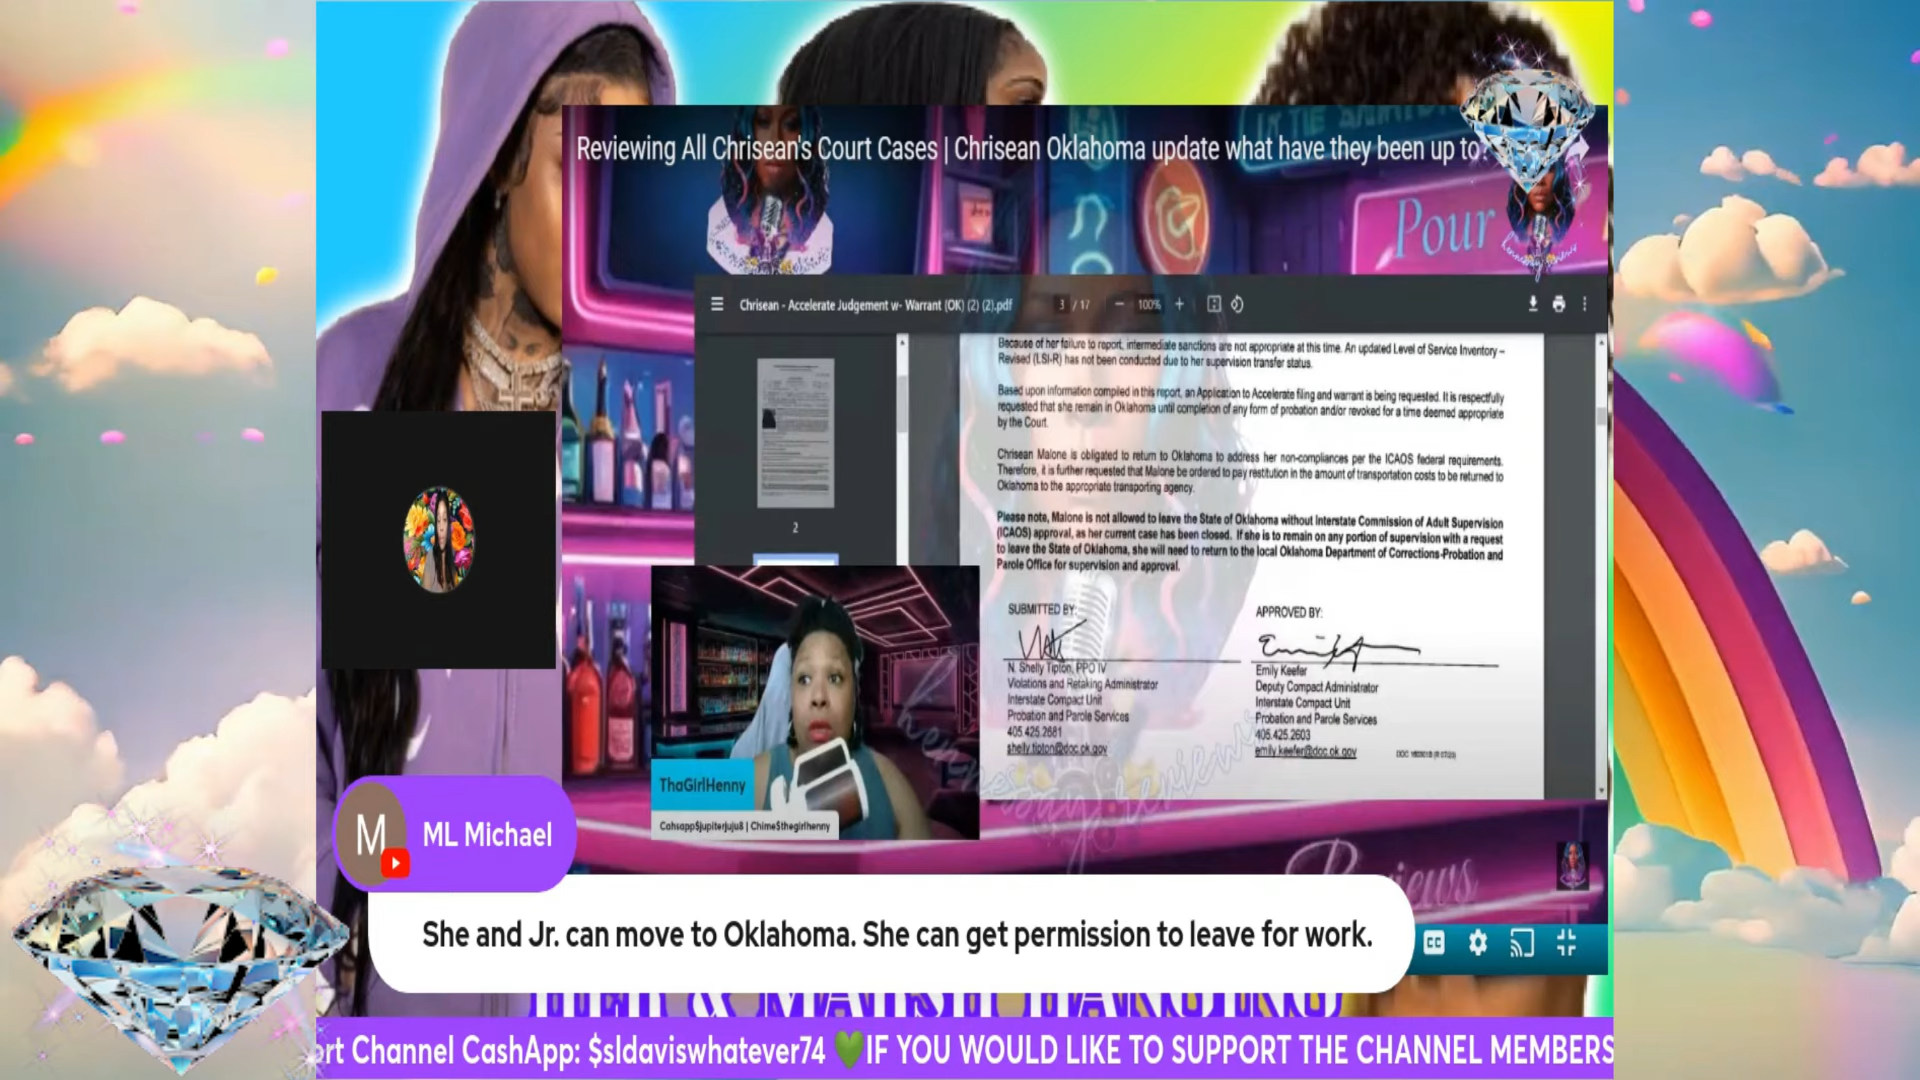 Reviewing All Chrisean's Court Cases | Chrisean Oklahoma update what have they been up to?
Pour
Chrisean - Accelerate Judgement w- Warrant (OK) (2) (2).pdf
3 / 17
100%
2
Because of her failure to report, intermediate sanctions are not appropriate at this time. An updated Level of Service Inventory –
Revised (LSI-R) has not been conducted due to her supervision transfer status.
Based upon information compiled in this report, an Application to Accelerate filing and warrant is being requested. It is respectfully
requested that she remain in Oklahoma until completion of any form of probation and/or revoked for a time deemed appropriate
by the Court.
Chrisean Malone is obligated to return to Oklahoma to address her non-compliances per the ICAOS federal requirements.
Therefore, it is further requested that Malone be ordered to pay restitution in the amount of transportation costs to be returned to
Oklahoma to the appropriate transporting agency.
Please note, Malone is not allowed to leave the State of Oklahoma without Interstate Commission of Adult Supervision
(ICAOS) approval, as her current case has been closed. If she is to remain on any portion of supervision with a request
to leave the State of Oklahoma, she will need to return to the local Oklahoma Department of Corrections-Probation and
Parole Office for supervision and approval.
SUBMITTED BY:
N. Shelly Tipton, PPO IV
Violations and Retaking Administrator
Interstate Compact Unit
Probation and Parole Services
405.425.2681
shelly.tipton@doc.ok.gov
APPROVED BY:
Emily Keefer
Deputy Compact Administrator
Interstate Compact Unit
Probation and Parole Services
405.425.2603
emily.keefer@doc.ok.gov
hennessay reviews
ThaGirlHenny
Cahsapp$jupiterjuju8 | Chime$thegirlhenny
M
ML Michael
She and Jr. can move to Oklahoma. She can get permission to leave for work.
CC
ort Channel CashApp: $sldaviswhatever74 💚IF YOU WOULD LIKE TO SUPPORT THE CHANNEL MEMBERS